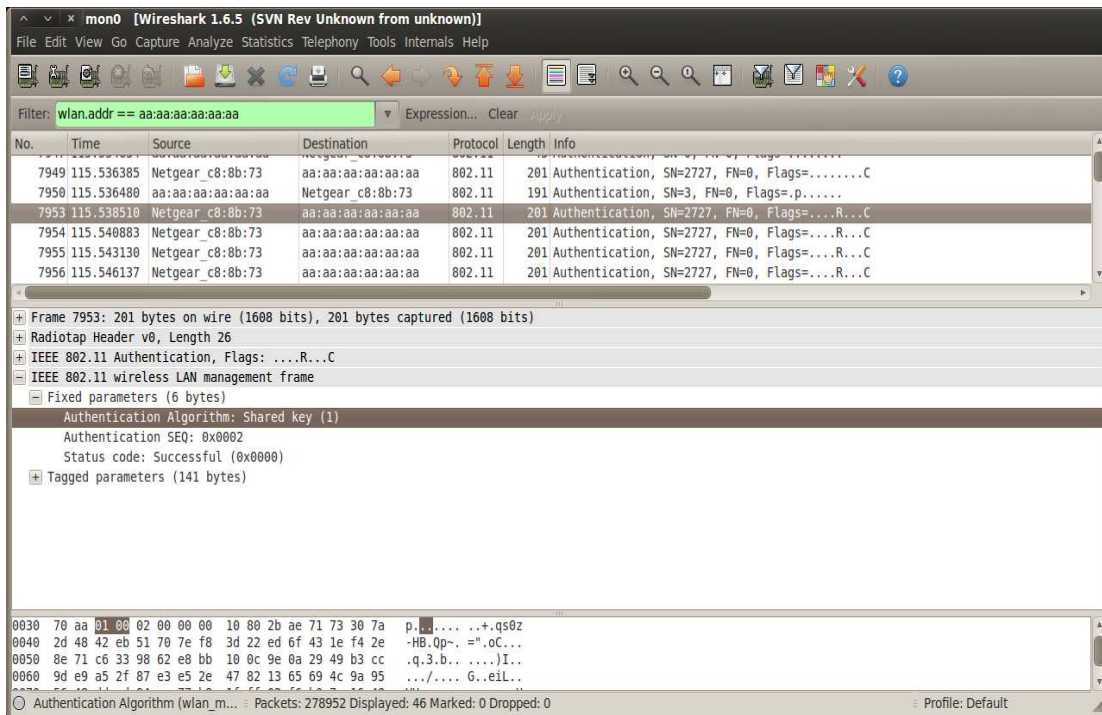 mon0 [Wireshark 1.6.5 (SVN Rev Unknown from unknown)]
File Edit View Go Capture Analyze Statistics Telephony Tools Internals Help
Filter: wlan.addr == aa:aa:aa:aa:aa:aa Expression... Clear Apply
No. Time Source Destination Protocol Length Info
7949 115.536385 Netgear_c8:8b:73 aa:aa:aa:aa:aa:aa 802.11 201 Authentication, SN=2727, FN=0, Flags=........C
7950 115.536480 aa:aa:aa:aa:aa:aa Netgear_c8:8b:73 802.11 191 Authentication, SN=3, FN=0, Flags=.p......
7953 115.538510 Netgear_c8:8b:73 aa:aa:aa:aa:aa:aa 802.11 201 Authentication, SN=2727, FN=0, Flags=....R...C
7954 115.540883 Netgear_c8:8b:73 aa:aa:aa:aa:aa:aa 802.11 201 Authentication, SN=2727, FN=0, Flags=....R...C
7955 115.543130 Netgear_c8:8b:73 aa:aa:aa:aa:aa:aa 802.11 201 Authentication, SN=2727, FN=0, Flags=....R...C
7956 115.546137 Netgear_c8:8b:73 aa:aa:aa:aa:aa:aa 802.11 201 Authentication, SN=2727, FN=0, Flags=....R...C
Frame 7953: 201 bytes on wire (1608 bits), 201 bytes captured (1608 bits)
Radiotap Header v0, Length 26
IEEE 802.11 Authentication, Flags: ....R...C
IEEE 802.11 wireless LAN management frame
Fixed parameters (6 bytes)
Authentication Algorithm: Shared key (1)
Authentication SEQ: 0x0002
Status code: Successful (0x0000)
Tagged parameters (141 bytes)
0030 70 aa 01 00 02 00 00 00 10 80 2b ae 71 73 30 7a p....... ..+.qs0z
0040 2d 48 42 eb 51 70 7e f8 3d 22 ed 6f 43 1e f4 2e -HB.Qp~. =".oC...
0050 8e 71 c6 33 98 62 e8 bb 10 0c 9e 0a 29 49 b3 cc .q.3.b.. ....)I..
0060 9d e9 a5 2f 87 e3 e5 2e 47 82 13 65 69 4c 9a 95 .../.... G..eiL..
Authentication Algorithm (wlan_m... Packets: 278952 Displayed: 46 Marked: 0 Dropped: 0 Profile: Default